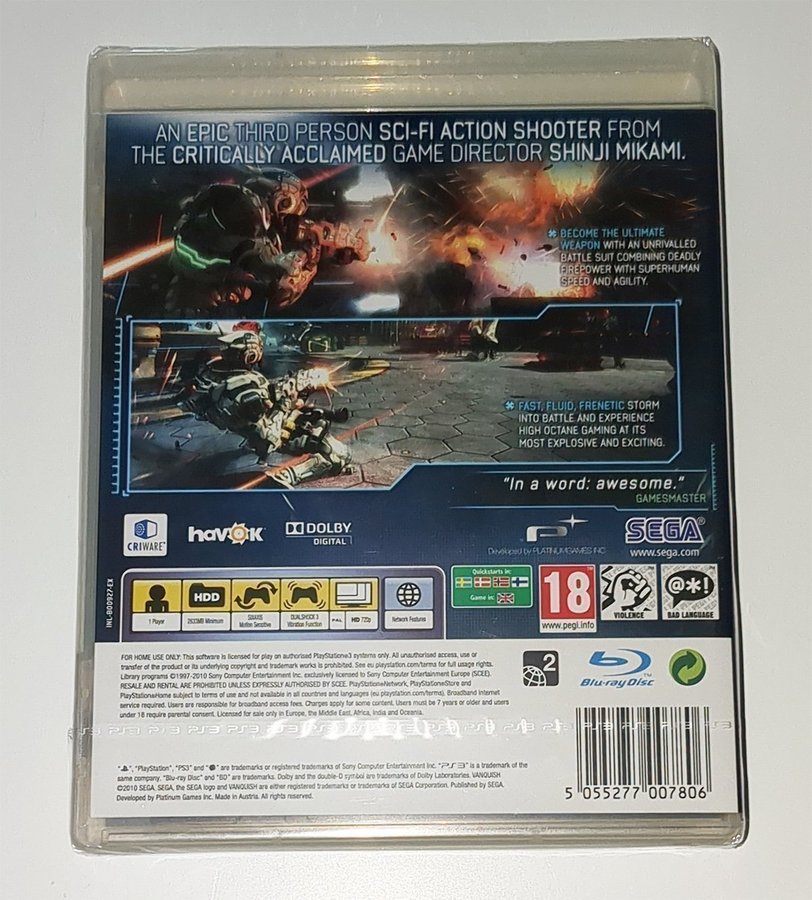 AN EPIC THIRD PERSON SCI-FI ACTION SHOOTER FROM
THE CRITICALLY ACCLAIMED GAME DIRECTOR SHINJI MIKAMI.
BECOME THE ULTIMATE
WEAPON WITH AN UNRIVALLED
BATTLE SUIT COMBINING DEADLY
FIREPOWER WITH SUPERHUMAN
SPEED AND AGILITY.
FAST, FLUID, FRENETIC STORM
INTO BATTLE AND EXPERIENCE
HIGH OCTANE GAMING AT ITS
MOST EXPLOSIVE AND EXCITING.
"In a word: awesome."
GAMESMASTER
CRIWARE
havok
DOLBY
DIGITAL
Developed by PLATINUMGAMES INC.
SEGA
www.sega.com
INL-B00927-EX
1 Player
HDD
2633MB Minimum
SIXAXIS
Motion Sensitive
DUALSHOCK 3
Vibration Function
PAL HD 720p
Network Features
Quickstarts in:
Game in:
18
www.pegi.info
VIOLENCE
BAD LANGUAGE
FOR HOME USE ONLY: This software is licensed for play on authorised PlayStation®3 systems only. All unauthorised access, use or
transfer of the product or its underlying copyright and trademark works is prohibited. See eu.playstation.com/terms for full usage rights.
Library programs ©1997-2010 Sony Computer Entertainment Inc. exclusively licensed to Sony Computer Entertainment Europe (SCEE).
RESALE AND RENTAL ARE PROHIBITED UNLESS EXPRESSLY AUTHORISED BY SCEE. PlayStation®Network, PlayStation®Store and
PlayStation®Home subject to terms of use and not available in all countries and languages (eu.playstation.com/terms). Broadband internet
service required. Users are responsible for broadband access fees. Charges apply for some content. Users must be 7 years or older and users
under 18 require parental consent. Licensed for sale only in Europe, the Middle East, Africa, India and Oceania.
2
Blu-ray Disc
"PlayStation", "PS3" and are trademarks or registered trademarks of Sony Computer Entertainment Inc. "PS3" is a trademark of the
same company. "Blu-ray Disc" and "BD" are trademarks. Dolby and the double-D symbol are trademarks of Dolby Laboratories. VANQUISH
©2010 SEGA. SEGA, the SEGA logo and VANQUISH are either registered trademarks or trademarks of SEGA Corporation. Published by SEGA.
Developed by Platinum Games Inc. Made in Austria. All rights reserved.
5 055277 007806